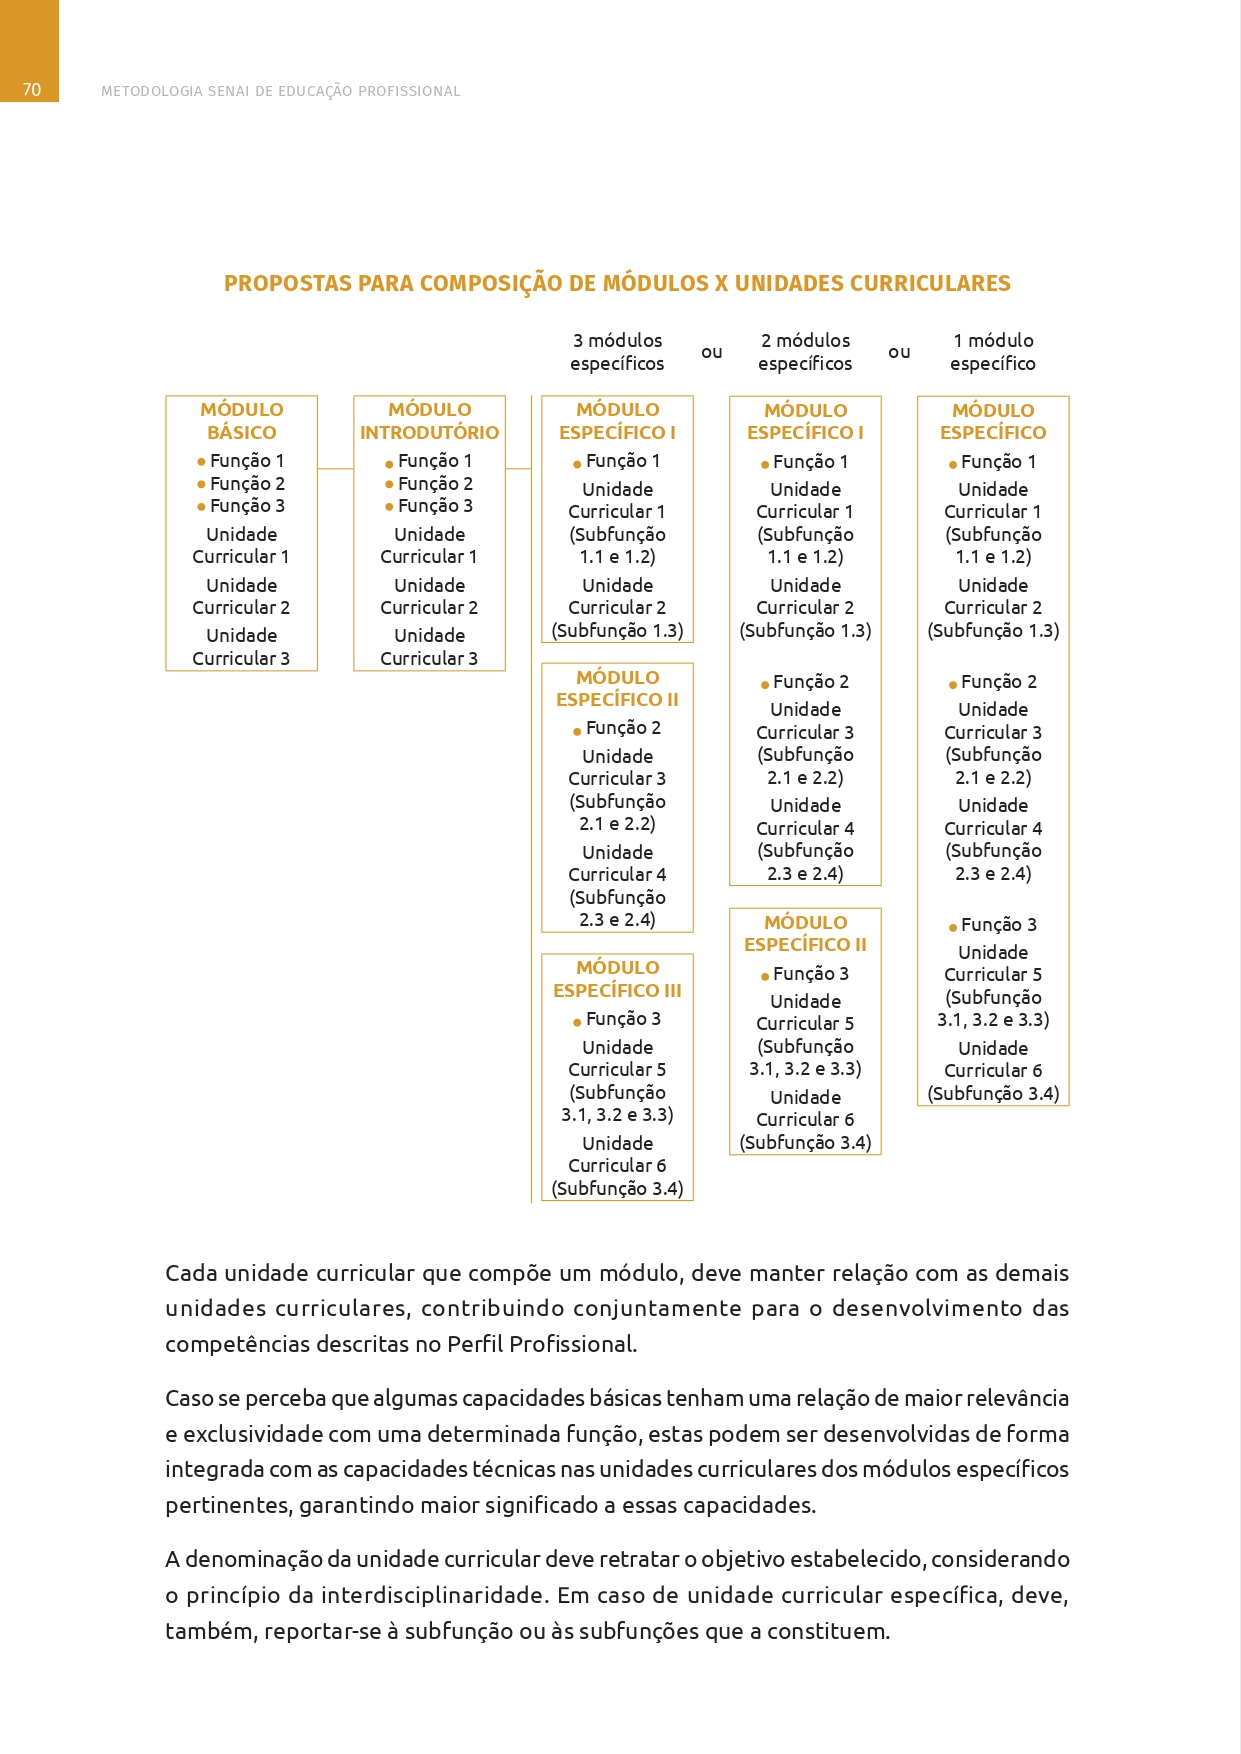 70
METODOLOGIA SENAI DE EDUCAÇÃO PROFISSIONAL
PROPOSTAS PARA COMPOSIÇÃO DE MÓDULOS X UNIDADES CURRICULARES
3 módulos
específicos
ou
2 módulos
específicos
ou
1 módulo
específico
MÓDULO
BÁSICO
• Função 1
• Função 2
• Função 3
Unidade
Curricular 1
Unidade
Curricular 2
Unidade
Curricular 3
MÓDULO
INTRODUTÓRIO
• Função 1
• Função 2
• Função 3
Unidade
Curricular 1
Unidade
Curricular 2
Unidade
Curricular 3
MÓDULO
ESPECÍFICO I
• Função 1
Unidade
Curricular 1
(Subfunção
1.1 e 1.2)
Unidade
Curricular 2
(Subfunção 1.3)
MÓDULO
ESPECÍFICO II
• Função 2
Unidade
Curricular 3
(Subfunção
2.1 e 2.2)
Unidade
Curricular 4
(Subfunção
2.3 e 2.4)
MÓDULO
ESPECÍFICO III
• Função 3
Unidade
Curricular 5
(Subfunção
3.1, 3.2 e 3.3)
Unidade
Curricular 6
(Subfunção 3.4)
MÓDULO
ESPECÍFICO I
• Função 1
Unidade
Curricular 1
(Subfunção
1.1 e 1.2)
Unidade
Curricular 2
(Subfunção 1.3)
• Função 2
Unidade
Curricular 3
(Subfunção
2.1 e 2.2)
Unidade
Curricular 4
(Subfunção
2.3 e 2.4)
MÓDULO
ESPECÍFICO II
• Função 3
Unidade
Curricular 5
(Subfunção
3.1, 3.2 e 3.3)
Unidade
Curricular 6
(Subfunção 3.4)
MÓDULO
ESPECÍFICO
• Função 1
Unidade
Curricular 1
(Subfunção
1.1 e 1.2)
Unidade
Curricular 2
(Subfunção 1.3)
• Função 2
Unidade
Curricular 3
(Subfunção
2.1 e 2.2)
Unidade
Curricular 4
(Subfunção
2.3 e 2.4)
• Função 3
Unidade
Curricular 5
(Subfunção
3.1, 3.2 e 3.3)
Unidade
Curricular 6
(Subfunção 3.4)
Cada unidade curricular que compõe um módulo, deve manter relação com as demais
unidades curriculares, contribuindo conjuntamente para o desenvolvimento das
competências descritas no Perfil Profissional.
Caso se perceba que algumas capacidades básicas tenham uma relação de maior relevância
e exclusividade com uma determinada função, estas podem ser desenvolvidas de forma
integrada com as capacidades técnicas nas unidades curriculares dos módulos específicos
pertinentes, garantindo maior significado a essas capacidades.
A denominação da unidade curricular deve retratar o objetivo estabelecido, considerando
o princípio da interdisciplinaridade. Em caso de unidade curricular específica, deve,
também, reportar-se à subfunção ou às subfunções que a constituem.